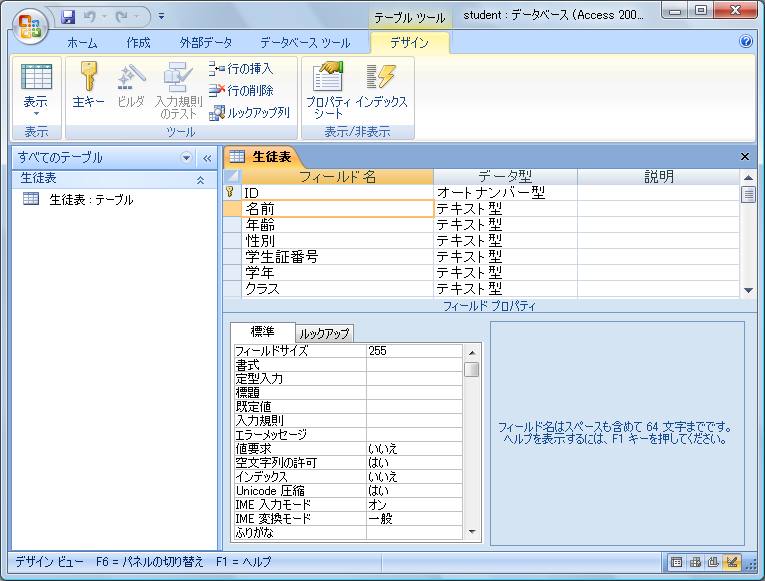 テーブル ツール
student : データベース (Access 200...
ホーム
作成
外部データ
データベース ツール
デザイン
表示
主キー
ビルダ
入力規則のテスト
行の挿入
行の削除
ルックアップ列
プロパティ シート
インデックス
表示
ツール
表示/非表示
すべてのテーブル
生徒表
生徒表 : テーブル
生徒表
フィールド名 データ型 説明
ID オートナンバー型
名前 テキスト型
年齢 テキスト型
性別 テキスト型
学生証番号 テキスト型
学年 テキスト型
クラス テキスト型
フィールド プロパティ
標準 ルックアップ
フィールドサイズ 255
書式
定型入力
標題
既定値
入力規則
エラーメッセージ
値要求 いいえ
空文字列の許可 はい
インデックス いいえ
Unicode 圧縮 はい
IME 入力モード オン
IME 変換モード 一般
ふりがな
フィールド名はスペースも含めて 64 文字までです。
ヘルプを表示するには、F1 キーを押してください。
デザイン ビュー F6 = パネルの切り替え F1 = ヘルプ